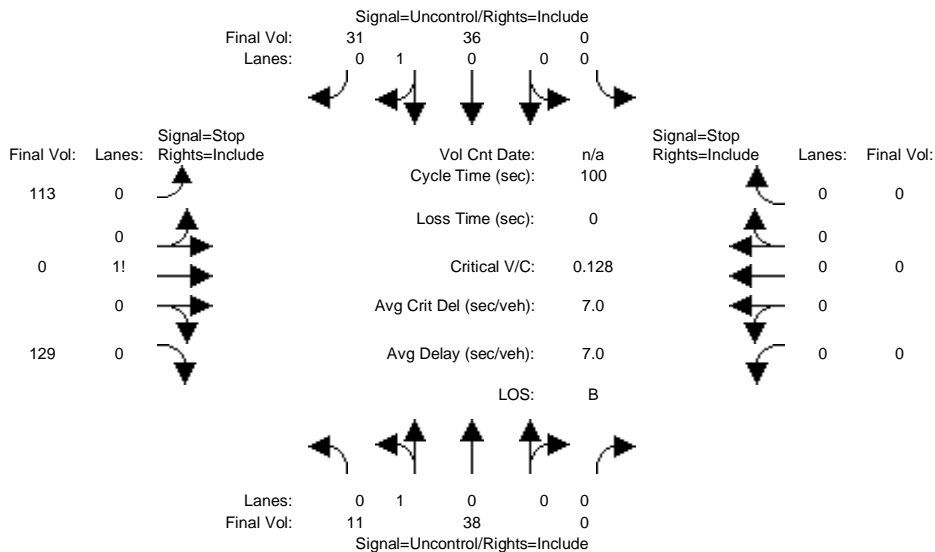 Signal=Uncontrol/Rights=Include
Final Vol: 31 36 0
Lanes: 0 1 0 0 0
Signal=Stop
Final Vol: Lanes: Rights=Include
Vol Cnt Date: n/a
Signal=Stop
Rights=Include Lanes: Final Vol:
Cycle Time (sec): 100
113 0
0 0
Loss Time (sec): 0
0
0
0 1!
Critical V/C: 0.128
0 0
0
Avg Crit Del (sec/veh): 7.0
0
129 0
Avg Delay (sec/veh): 7.0
0 0
LOS: B
Lanes: 0 1 0 0 0
Final Vol: 11 38 0
Signal=Uncontrol/Rights=Include